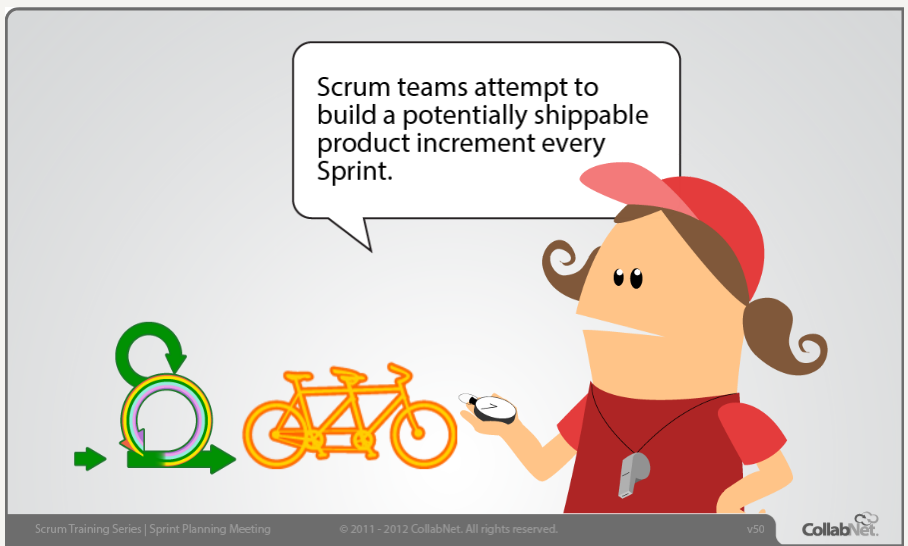 Scrum teams attempt to
build a potentially shippable
product increment every
Sprint.
Scrum Training Series | Sprint Planning Meeting
© 2011 - 2012 CollabNet. All rights reserved.
v50
CollabNet.